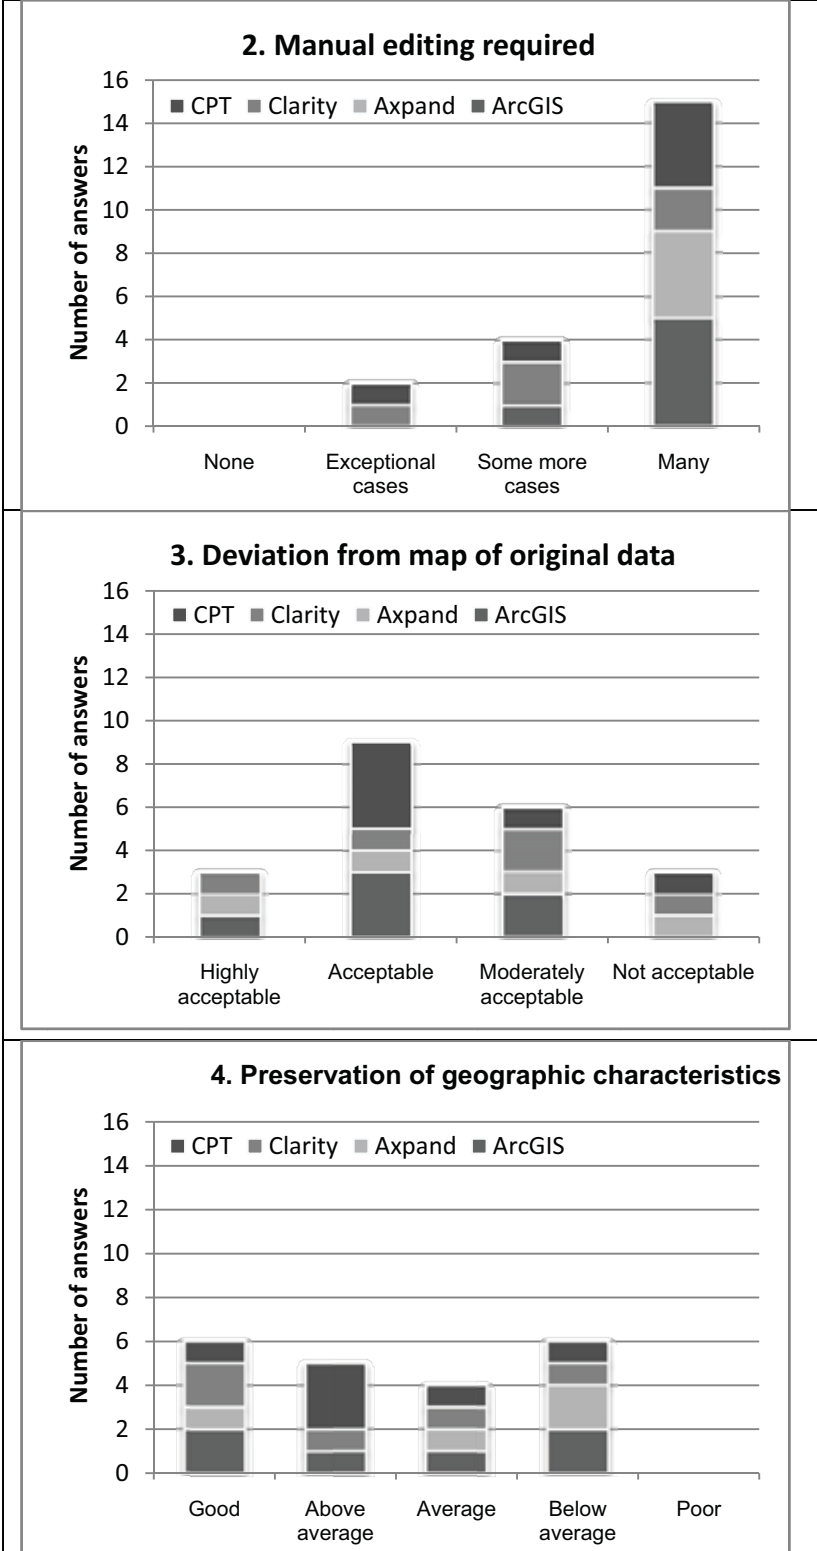 2. Manual editing required
16
14
12
10
8
6
4
2
0
Number of answers
CPT Clarity Axpand ArcGIS
None Exceptional cases Some more cases Many
3. Deviation from map of original data
16
14
12
10
8
6
4
2
0
Number of answers
CPT Clarity Axpand ArcGIS
Highly acceptable Acceptable Moderately acceptable Not acceptable
4. Preservation of geographic characteristics
16
14
12
10
8
6
4
2
0
Number of answers
CPT Clarity Axpand ArcGIS
Good Above average Average Below average Poor